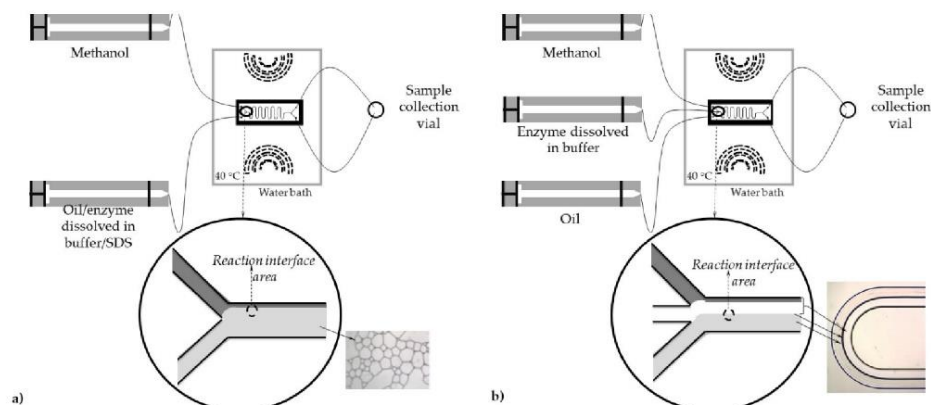 Methanol
Sample
collection
vial
40 °C
Water bath
Oil/enzyme
dissolved in
buffer/SDS
Reaction interface
area
a)
Methanol
Enzyme dissolved
in buffer
Sample
collection
vial
40 °C
Water bath
Oil
Reaction interface
area
b)